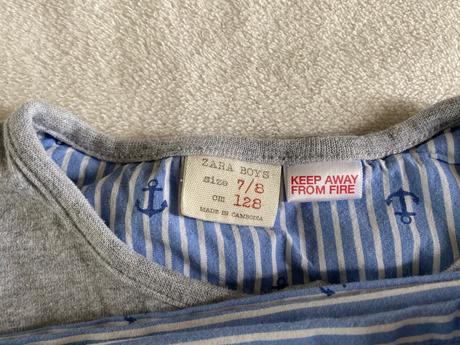 ZARA BOYS
size 7/8
cm 128
MADE IN CAMBODIA
KEEP AWAY
FROM FIRE